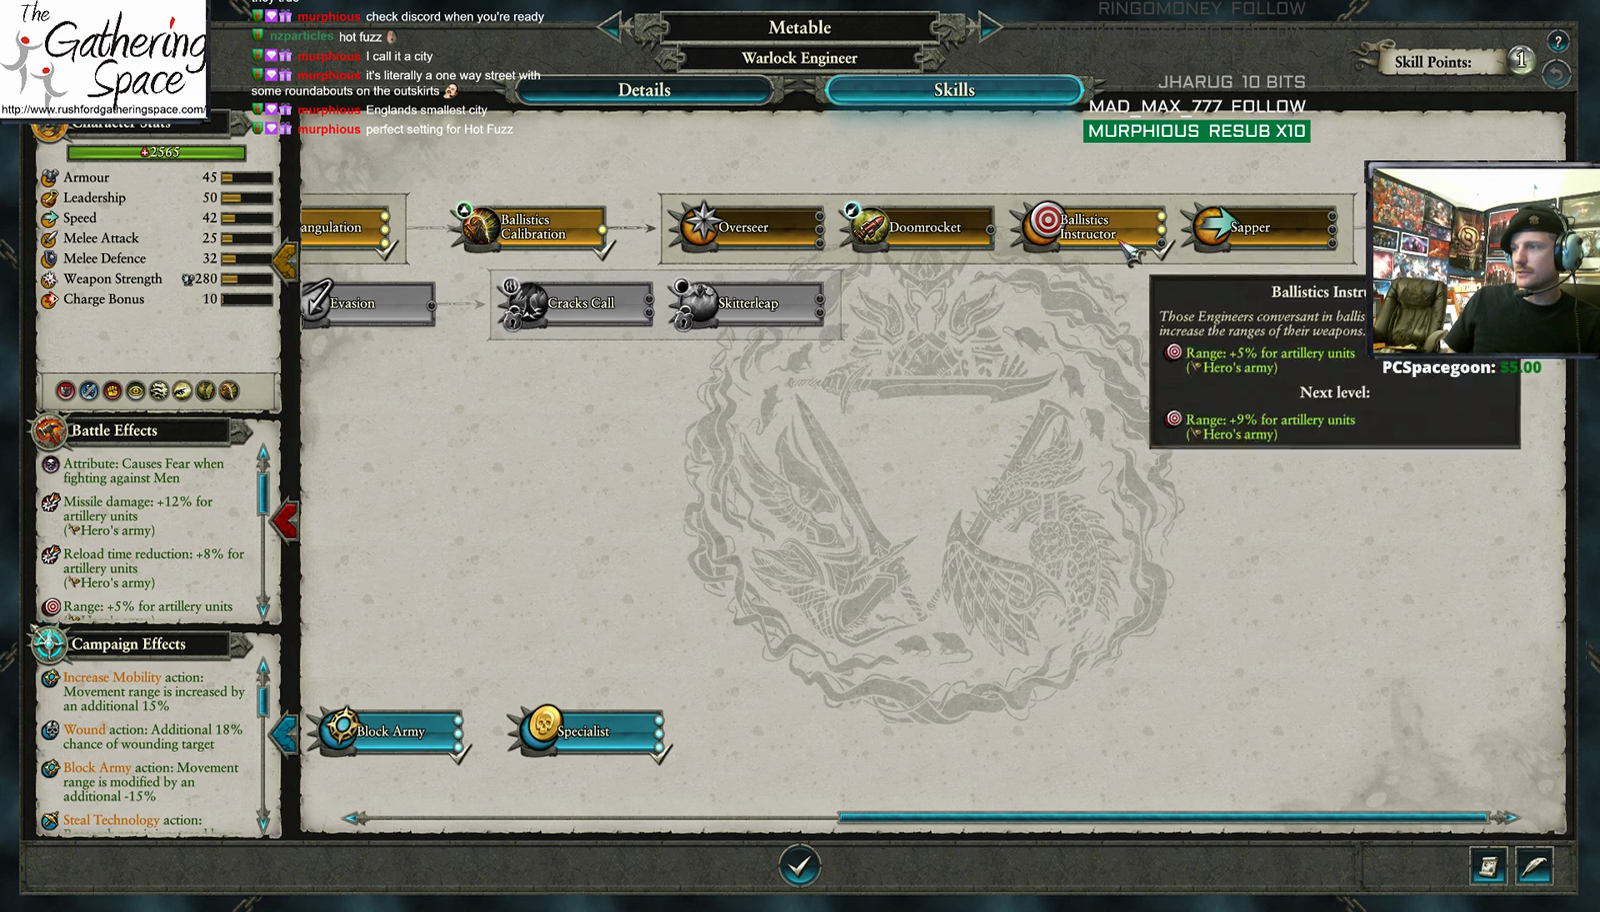 The
Gathering
Space
http://www.rushfordgatheringspace.com/
murphious check discord when you're ready
nzparticles hot fuzz
murphious I call it a city
murphious it's literally a one way street with
some roundabouts on the outskirts
murphious Englands smallest city
murphious perfect setting for Hot Fuzz
Metable
Warlock Engineer
Details
Skills
RINGOMONEY FOLLOW
JHARUG 10 BITS
MAD_MAX_777 FOLLOW
MURPHIOUS RESUB X10
Skill Points: 1
?
Character Stats
2565
Armour 45
Leadership 50
Speed 42
Melee Attack 25
Melee Defence 32
Weapon Strength 280
Charge Bonus 10
Battle Effects
Attribute: Causes Fear when
fighting against Men
Missile damage: +12% for
artillery units
(Hero's army)
Reload time reduction: +8% for
artillery units
(Hero's army)
Range: +5% for artillery units
Campaign Effects
Increase Mobility action:
Movement range is increased by
an additional 15%
Wound action: Additional 18%
chance of wounding target
Block Army action: Movement
range is modified by an
additional -15%
Steal Technology action:
angulation
Ballistics
Calibration
Overseer
Doomrocket
Ballistics
Instructor
Sapper
Evasion
Cracks Call
Skitterleap
Block Army
Specialist
Ballistics Instru
Those Engineers conversant in ballis
increase the ranges of their weapons.
Range: +5% for artillery units
(Hero's army)
Next level:
Range: +9% for artillery units
(Hero's army)
PCSpacegoon: $5.00